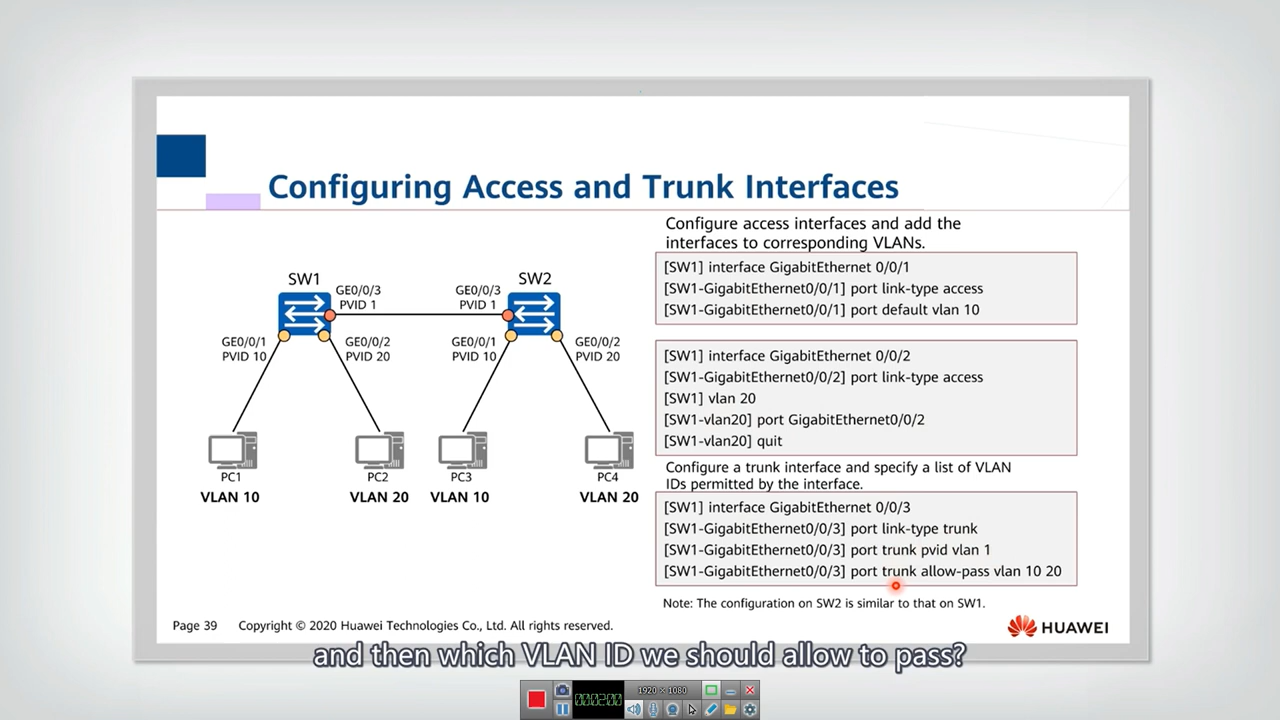 Configuring Access and Trunk Interfaces
Configure access interfaces and add the
interfaces to corresponding VLANs.
[SW1] interface GigabitEthernet 0/0/1
[SW1-GigabitEthernet0/0/1] port link-type access
[SW1-GigabitEthernet0/0/1] port default vlan 10
[SW1] interface GigabitEthernet 0/0/2
[SW1-GigabitEthernet0/0/2] port link-type access
[SW1] vlan 20
[SW1-vlan20] port GigabitEthernet0/0/2
[SW1-vlan20] quit
Configure a trunk interface and specify a list of VLAN
IDs permitted by the interface.
[SW1] interface GigabitEthernet 0/0/3
[SW1-GigabitEthernet0/0/3] port link-type trunk
[SW1-GigabitEthernet0/0/3] port trunk pvid vlan 1
[SW1-GigabitEthernet0/0/3] port trunk allow-pass vlan 10 20
Note: The configuration on SW2 is similar to that on SW1.
SW1
SW2
GE0/0/3
PVID 1
GE0/0/3
PVID 1
GE0/0/1
PVID 10
GE0/0/2
PVID 20
GE0/0/1
PVID 10
GE0/0/2
PVID 20
PC1
VLAN 10
PC2
VLAN 20
PC3
VLAN 10
PC4
VLAN 20
Page 39
Copyright © 2020 Huawei Technologies Co., Ltd. All rights reserved.
HUAWEI
and then which VLAN ID we should allow to pass?
000200
1920 × 1080